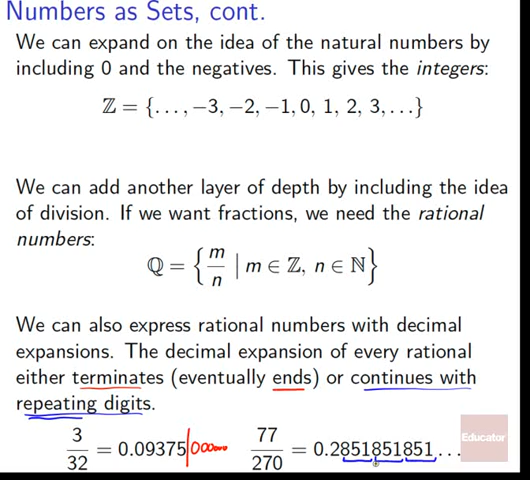 Numbers as Sets, cont.
We can expand on the idea of the natural numbers by
including 0 and the negatives. This gives the integers:
ℤ = {. . . , −3, −2, −1, 0, 1, 2, 3, . . .}
We can add another layer of depth by including the idea
of division. If we want fractions, we need the rational
numbers:
ℚ = { m/n | m ∈ ℤ, n ∈ ℕ }
We can also express rational numbers with decimal
expansions. The decimal expansion of every rational
either terminates (eventually ends) or continues with
repeating digits.
3/32 = 0.09375|000000 77/270 = 0.2851851851. . .
Educator